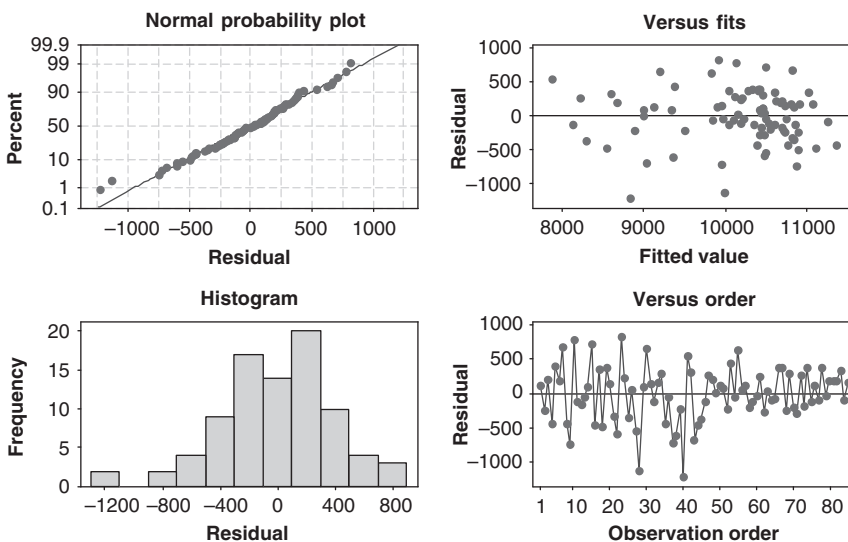 Normal probability plot
99.9
99
90
50
10
1
0.1
Percent
−1000 −500 0 500 1000
Residual
Versus fits
1000
500
0
−500
−1000
Residual
8000 9000 10000 11000
Fitted value
Histogram
20
15
10
5
0
Frequency
−1200 −800 −400 0 400 800
Residual
Versus order
1000
500
0
−500
−1000
Residual
1 10 20 30 40 50 60 70 80
Observation order